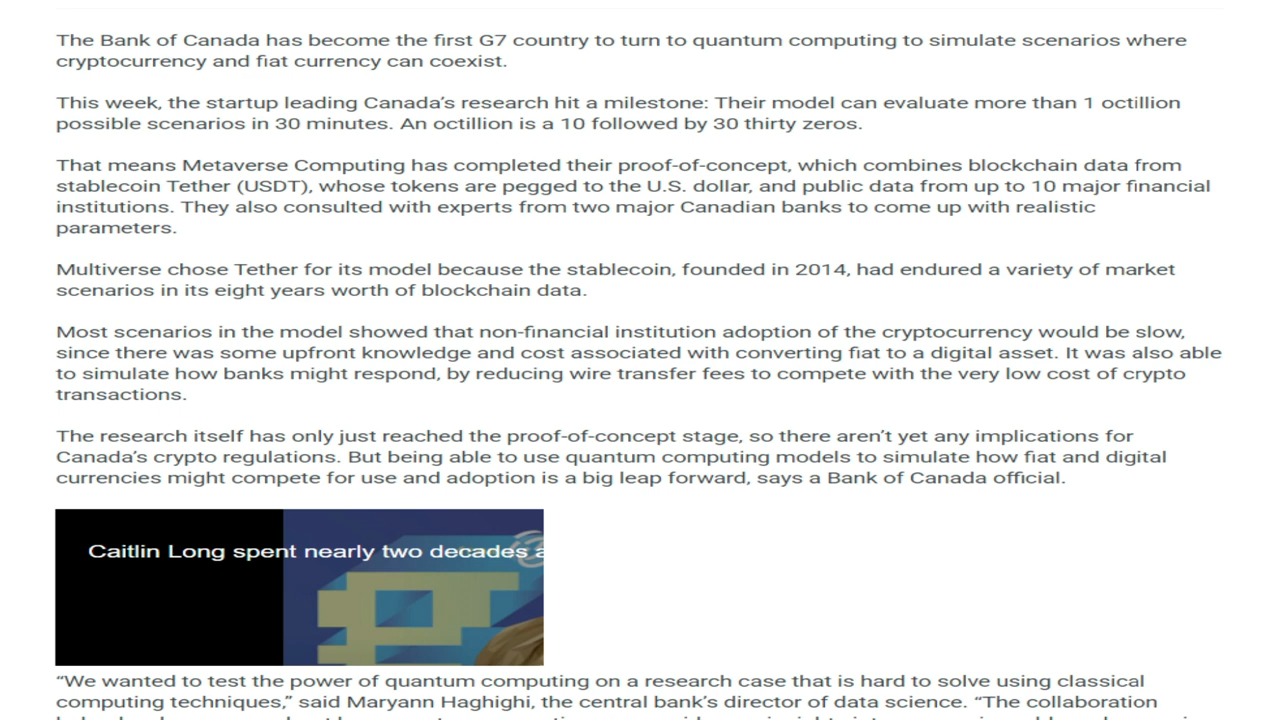 The Bank of Canada has become the first G7 country to turn to quantum computing to simulate scenarios where
cryptocurrency and fiat currency can coexist.
This week, the startup leading Canada’s research hit a milestone: Their model can evaluate more than 1 octillion
possible scenarios in 30 minutes. An octillion is a 10 followed by 30 thirty zeros.
That means Metaverse Computing has completed their proof-of-concept, which combines blockchain data from
stablecoin Tether (USDT), whose tokens are pegged to the U.S. dollar, and public data from up to 10 major financial
institutions. They also consulted with experts from two major Canadian banks to come up with realistic
parameters.
Multiverse chose Tether for its model because the stablecoin, founded in 2014, had endured a variety of market
scenarios in its eight years worth of blockchain data.
Most scenarios in the model showed that non-financial institution adoption of the cryptocurrency would be slow,
since there was some upfront knowledge and cost associated with converting fiat to a digital asset. It was also able
to simulate how banks might respond, by reducing wire transfer fees to compete with the very low cost of crypto
transactions.
The research itself has only just reached the proof-of-concept stage, so there aren’t yet any implications for
Canada’s crypto regulations. But being able to use quantum computing models to simulate how fiat and digital
currencies might compete for use and adoption is a big leap forward, says a Bank of Canada official.
Caitlin Long spent nearly two decades a
“We wanted to test the power of quantum computing on a research case that is hard to solve using classical
computing techniques,” said Maryann Haghighi, the central bank’s director of data science. “The collaboration